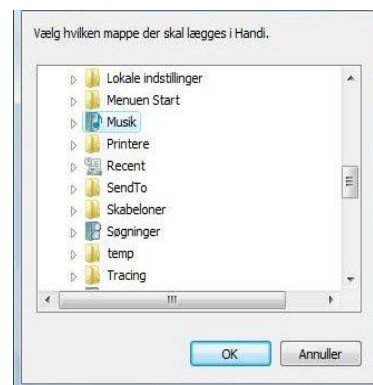 Vælg hvilken mappe der skal lægges i Handi.
Lokale indstillinger
Menuen Start
Musik
Printere
Recent
SendTo
Skabeloner
Søgninger
temp
Tracing
OK
Annuller